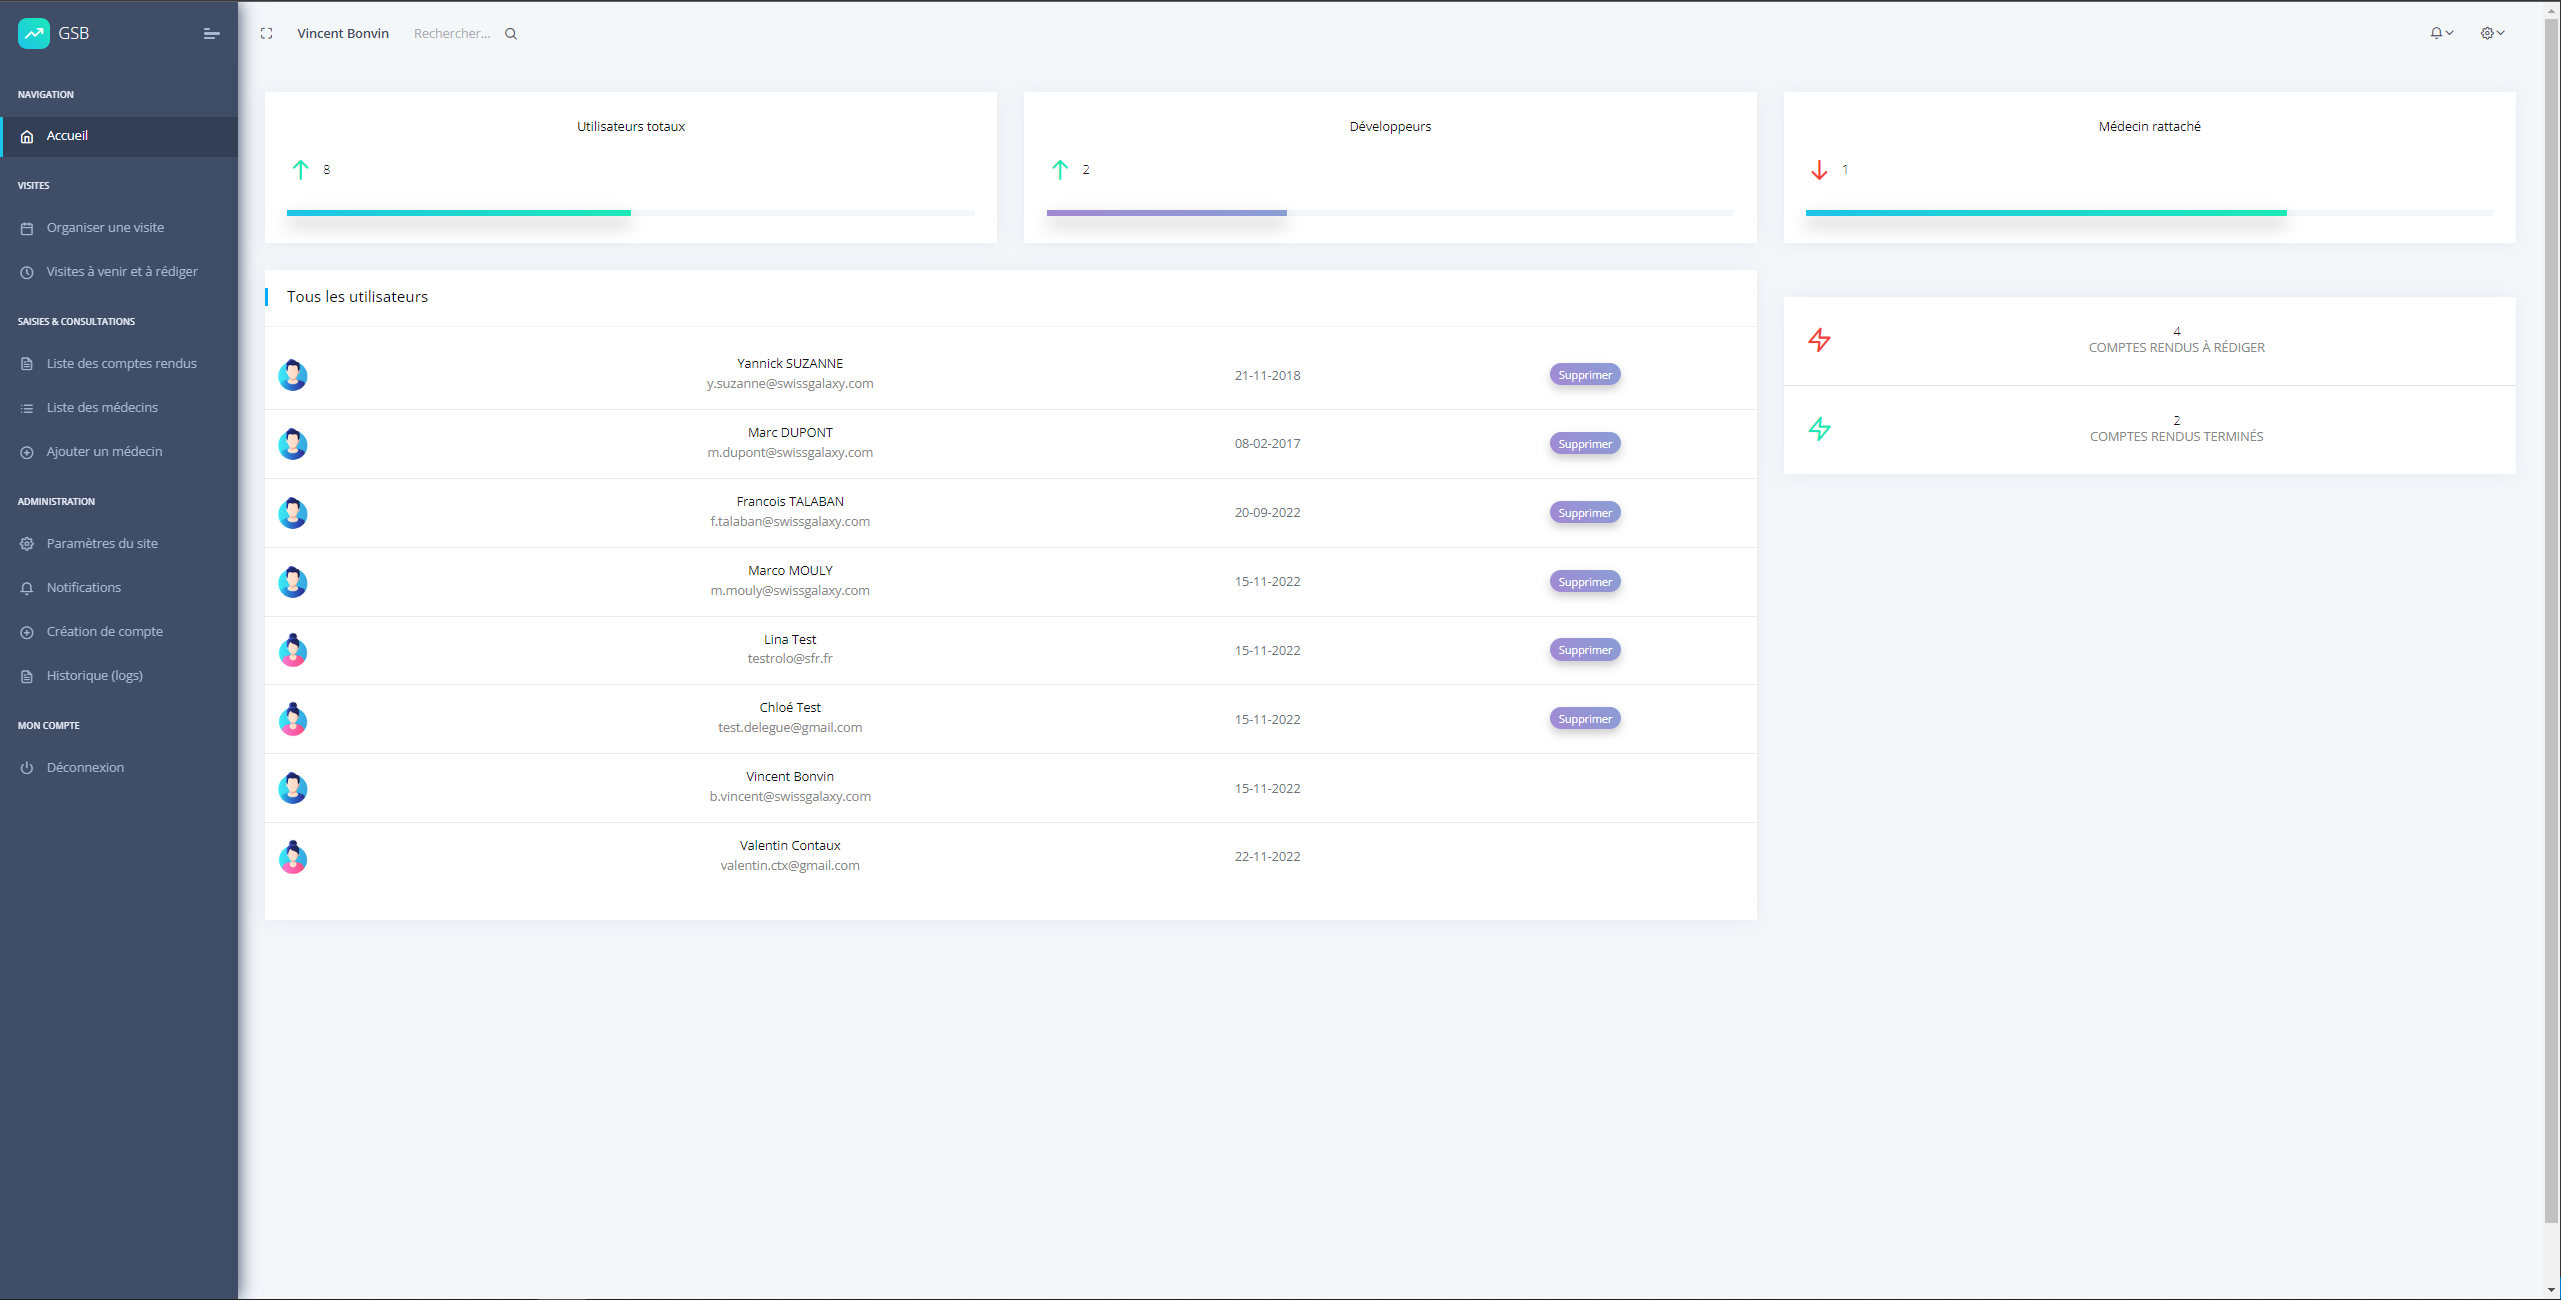 GSB
NAVIGATION
Accueil
VISITES
Organiser une visite
Visites à venir et à rédiger
SAISIES & CONSULTATIONS
Liste des comptes rendus
Liste des médecins
Ajouter un médecin
ADMINISTRATION
Paramètres du site
Notifications
Création de compte
Historique (logs)
MON COMPTE
Déconnexion
Vincent Bonvin Rechercher...
Utilisateurs totaux
8
Développeurs
2
Médecin rattaché
1
Tous les utilisateurs
Yannick SUZANNE
y.suzanne@swissgalaxy.com
21-11-2018
Supprimer
Marc DUPONT
m.dupont@swissgalaxy.com
08-02-2017
Supprimer
Francois TALABAN
f.talaban@swissgalaxy.com
20-09-2022
Supprimer
Marco MOULY
m.mouly@swissgalaxy.com
15-11-2022
Supprimer
Lina Test
testrolo@sfr.fr
15-11-2022
Supprimer
Chloé Test
test.delegue@gmail.com
15-11-2022
Supprimer
Vincent Bonvin
b.vincent@swissgalaxy.com
15-11-2022
Valentin Contaux
valentin.ctx@gmail.com
22-11-2022
4
COMPTES RENDUS À RÉDIGER
2
COMPTES RENDUS TERMINÉS